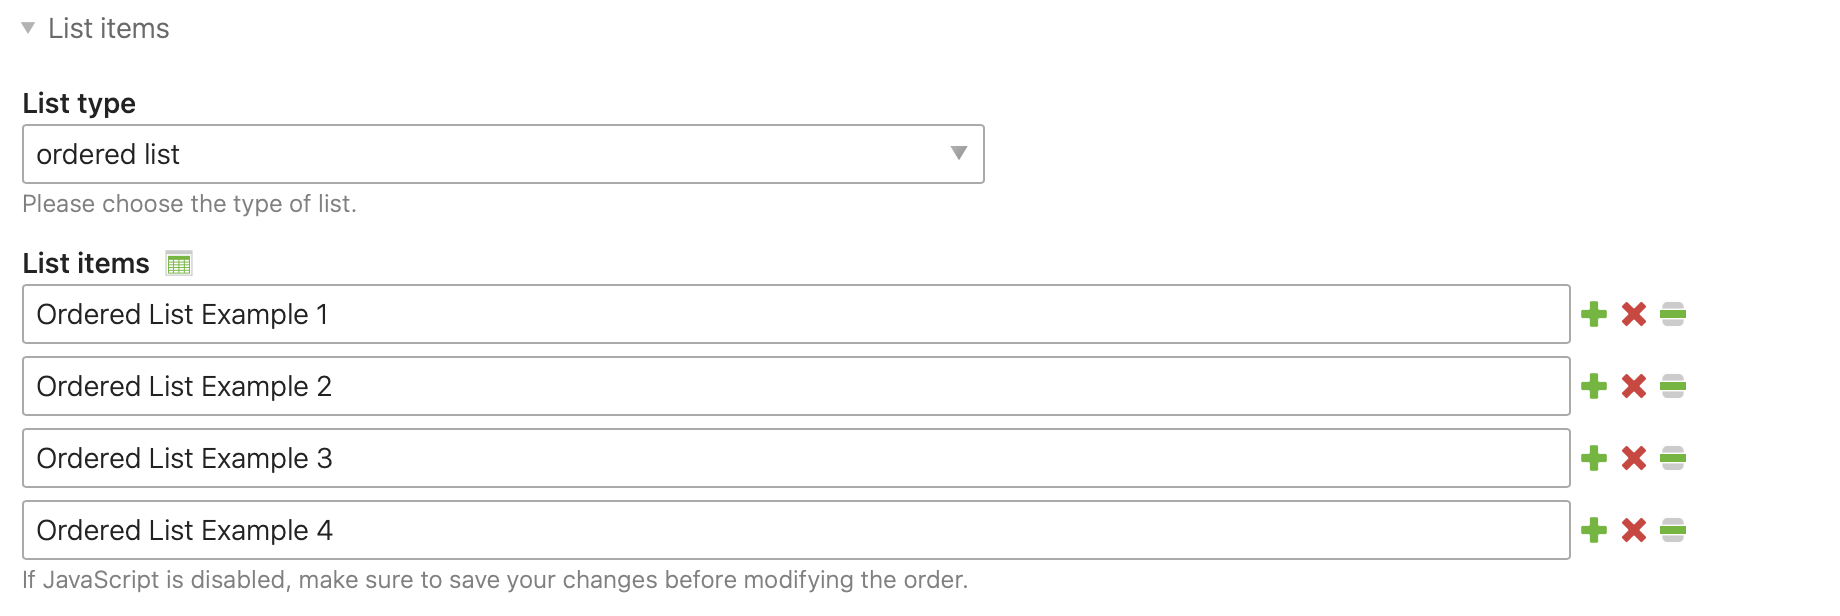 List items
List type
ordered list
Please choose the type of list.
List items
Ordered List Example 1
Ordered List Example 2
Ordered List Example 3
Ordered List Example 4
If JavaScript is disabled, make sure to save your changes before modifying the order.